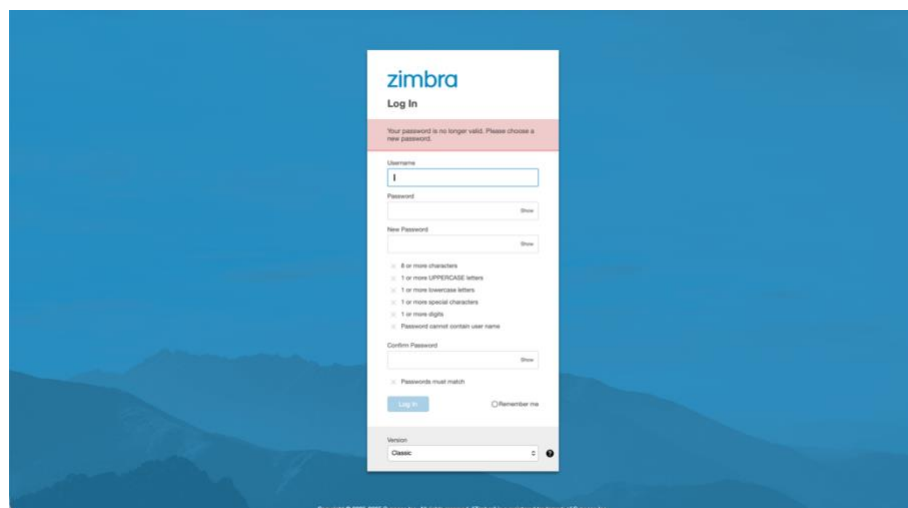 zimbra
Log In
Your password is no longer valid. Please choose a
new password.
Username
Password
Show
New Password
Show
8 or more characters
1 or more UPPERCASE letters
1 or more lowercase letters
1 or more special characters
1 or more digits
Password cannot contain user name
Confirm Password
Show
Passwords must match
Log In
Remember me
Version
Classic